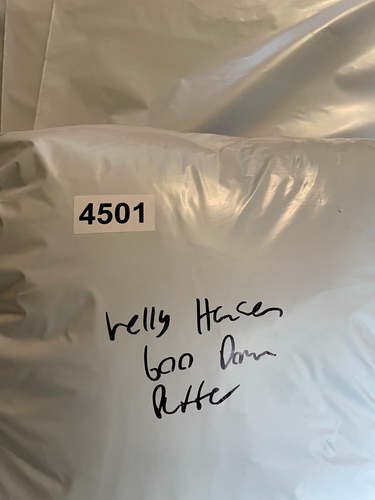 4501
Helly Hansen
600 Down
Puffer